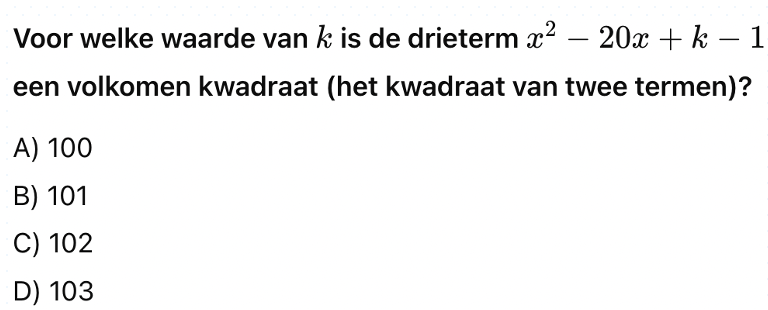 Voor welke waarde van k is de drieterm x² − 20x + k − 1
een volkomen kwadraat (het kwadraat van twee termen)?
A) 100
B) 101
C) 102
D) 103